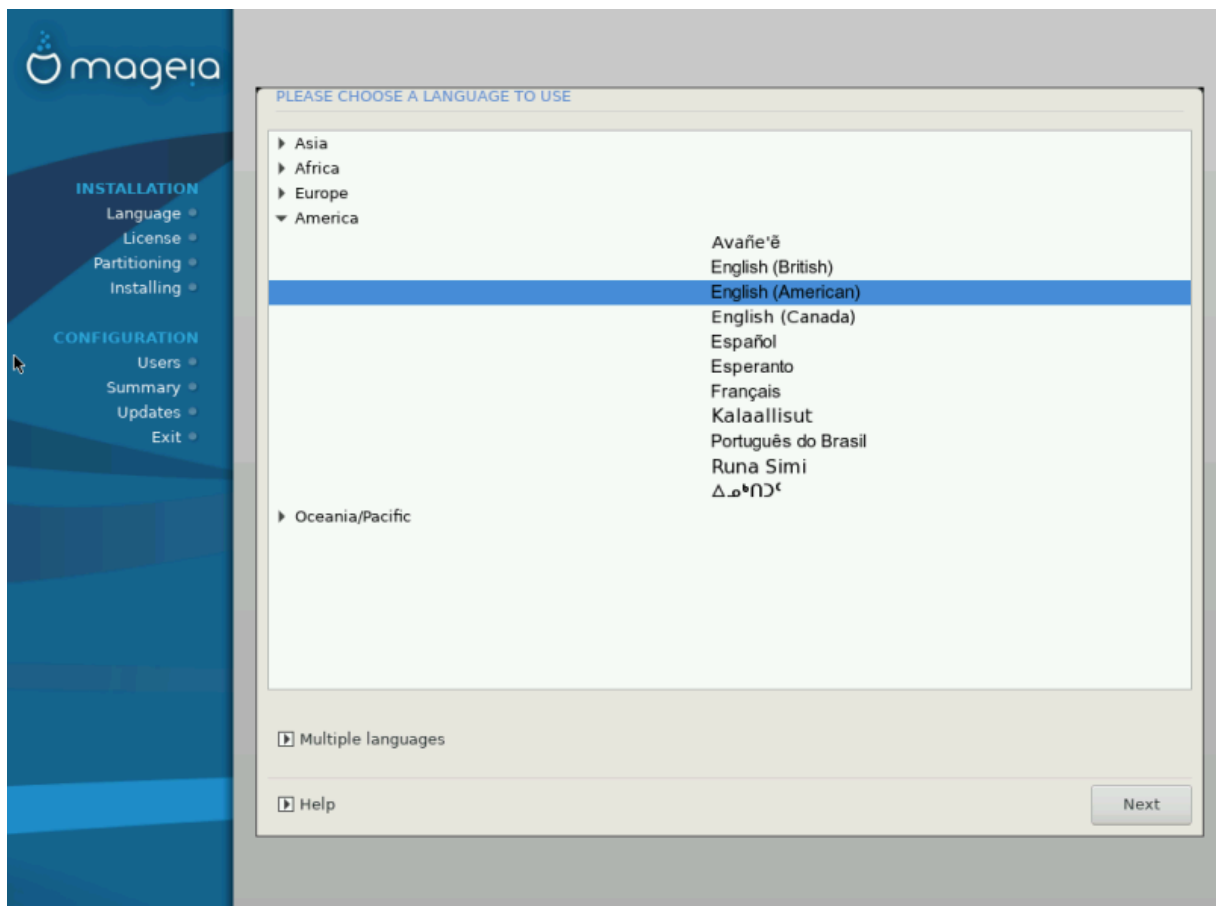 mageia
INSTALLATION
Language
License
Partitioning
Installing
CONFIGURATION
Users
Summary
Updates
Exit
PLEASE CHOOSE A LANGUAGE TO USE
Asia
Africa
Europe
America
Avañe'ẽ
English (British)
English (American)
English (Canada)
Español
Esperanto
Français
Kalaallisut
Português do Brasil
Runa Simi
ᐃᓄᒃᑎᑐᑦ
Oceania/Pacific
Multiple languages
Help
Next